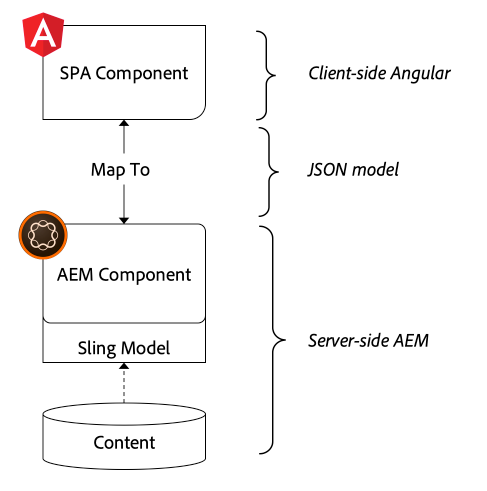 A
SPA Component
Client-side Angular
Map To
JSON model
AEM Component
Sling Model
Server-side AEM
Content